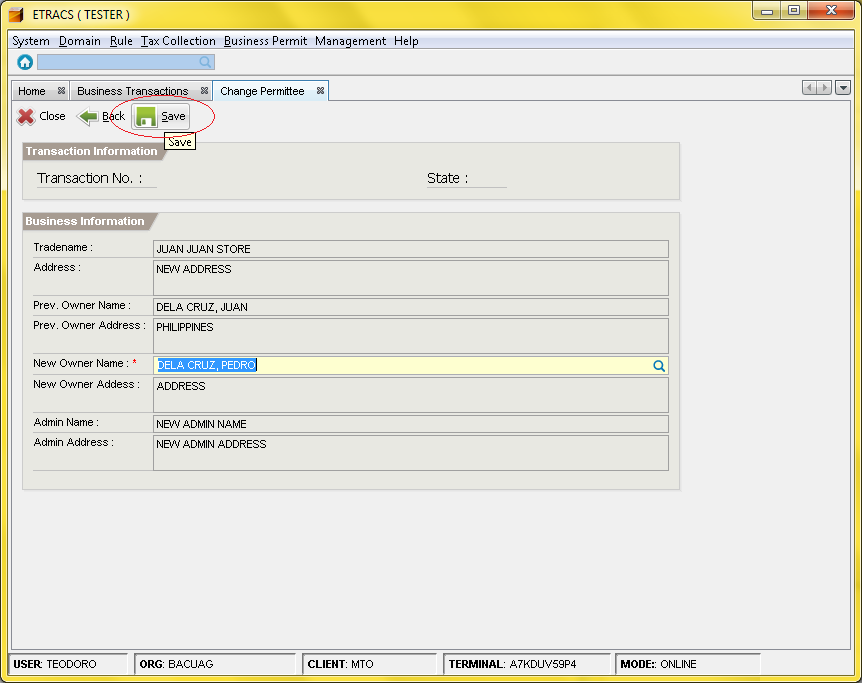 ETRACS ( TESTER )
System Domain Rule Tax Collection Business Permit Management Help
Home Business Transactions Change Permittee
Close Back Save
Save
Transaction Information
Transaction No. : State :
Business Information
Tradename : JUAN JUAN STORE
Address : NEW ADDRESS
Prev. Owner Name : DELA CRUZ, JUAN
Prev. Owner Address : PHILIPPINES
New Owner Name : * DELA CRUZ, PEDRO
New Owner Addess : ADDRESS
Admin Name : NEW ADMIN NAME
Admin Address : NEW ADMIN ADDRESS
USER: TEODORO ORG: BACUAG CLIENT: MTO TERMINAL: A7KDUV59P4 MODE:: ONLINE